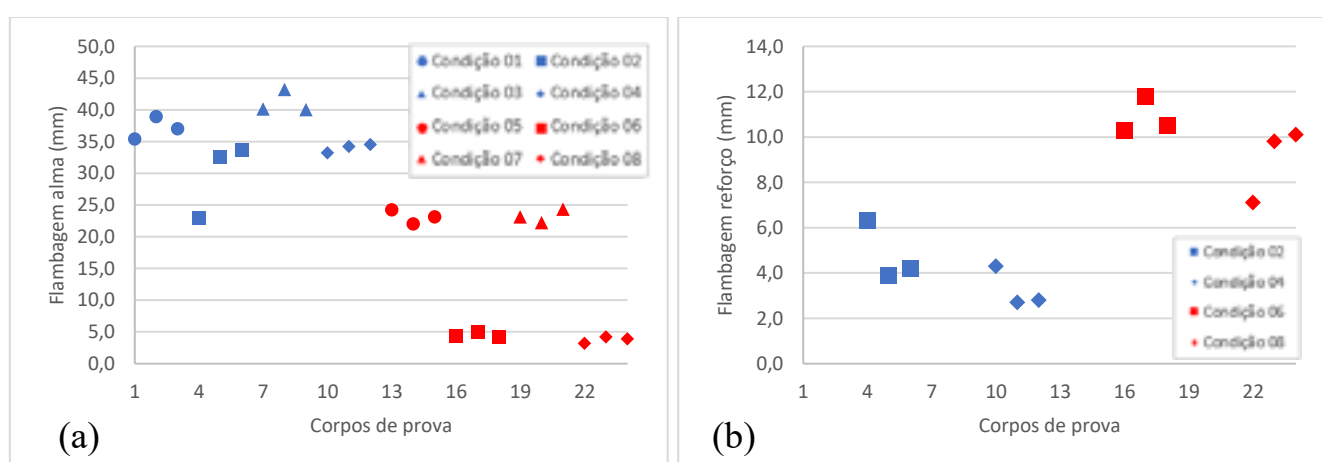 50,0
45,0
40,0
35,0
30,0
25,0
20,0
15,0
10,0
5,0
0,0
Flambagem alma (mm)
Condição 01 Condição 02
Condição 03 Condição 04
Condição 05 Condição 06
Condição 07 Condição 08
1 4 7 10 13 16 19 22
Corpos de prova
(a)
14,0
12,0
10,0
8,0
6,0
4,0
2,0
0,0
Flambagem reforço (mm)
Condição 02
Condição 04
Condição 06
Condição 08
1 4 7 10 13 16 19 22
Corpos de prova
(b)